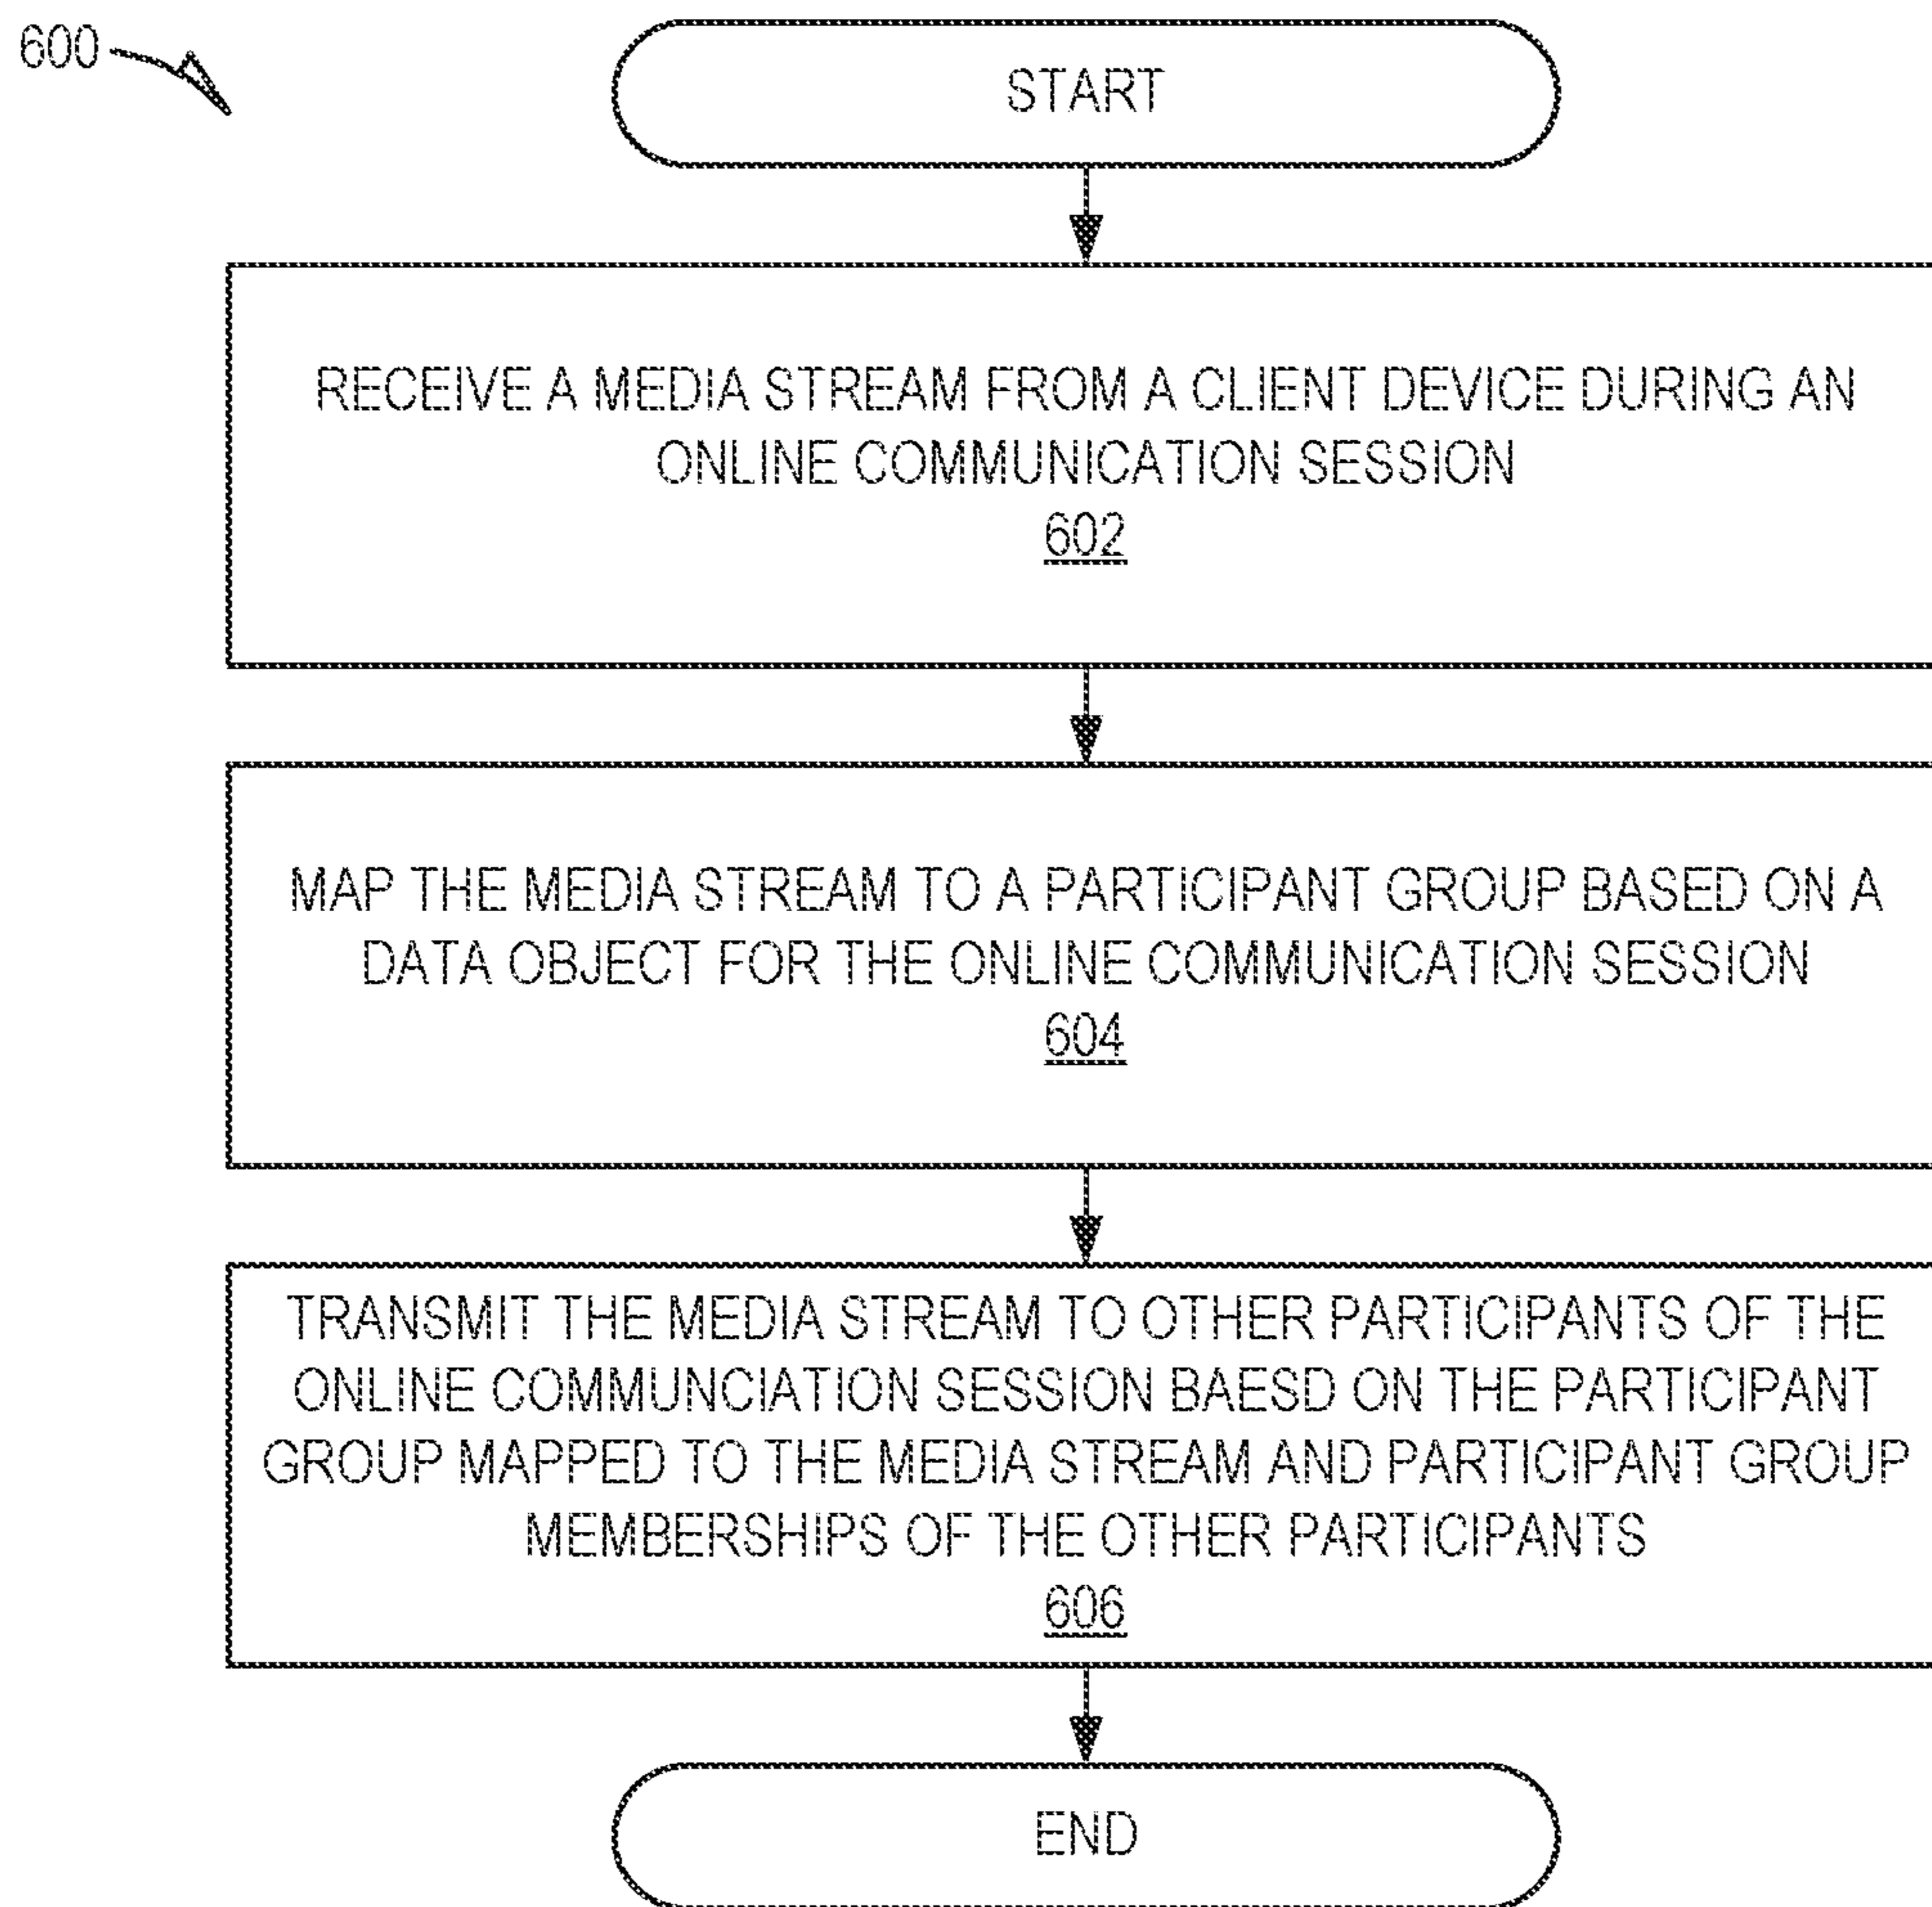 600
START
RECEIVE A MEDIA STREAM FROM A CLIENT DEVICE DURING AN
ONLINE COMMUNICATION SESSION
602
MAP THE MEDIA STREAM TO A PARTICIPANT GROUP BASED ON A
DATA OBJECT FOR THE ONLINE COMMUNICATION SESSION
604
TRANSMIT THE MEDIA STREAM TO OTHER PARTICIPANTS OF THE
ONLINE COMMUNCIATION SESSION BAESD ON THE PARTICIPANT
GROUP MAPPED TO THE MEDIA STREAM AND PARTICIPANT GROUP
MEMBERSHIPS OF THE OTHER PARTICIPANTS
606
END